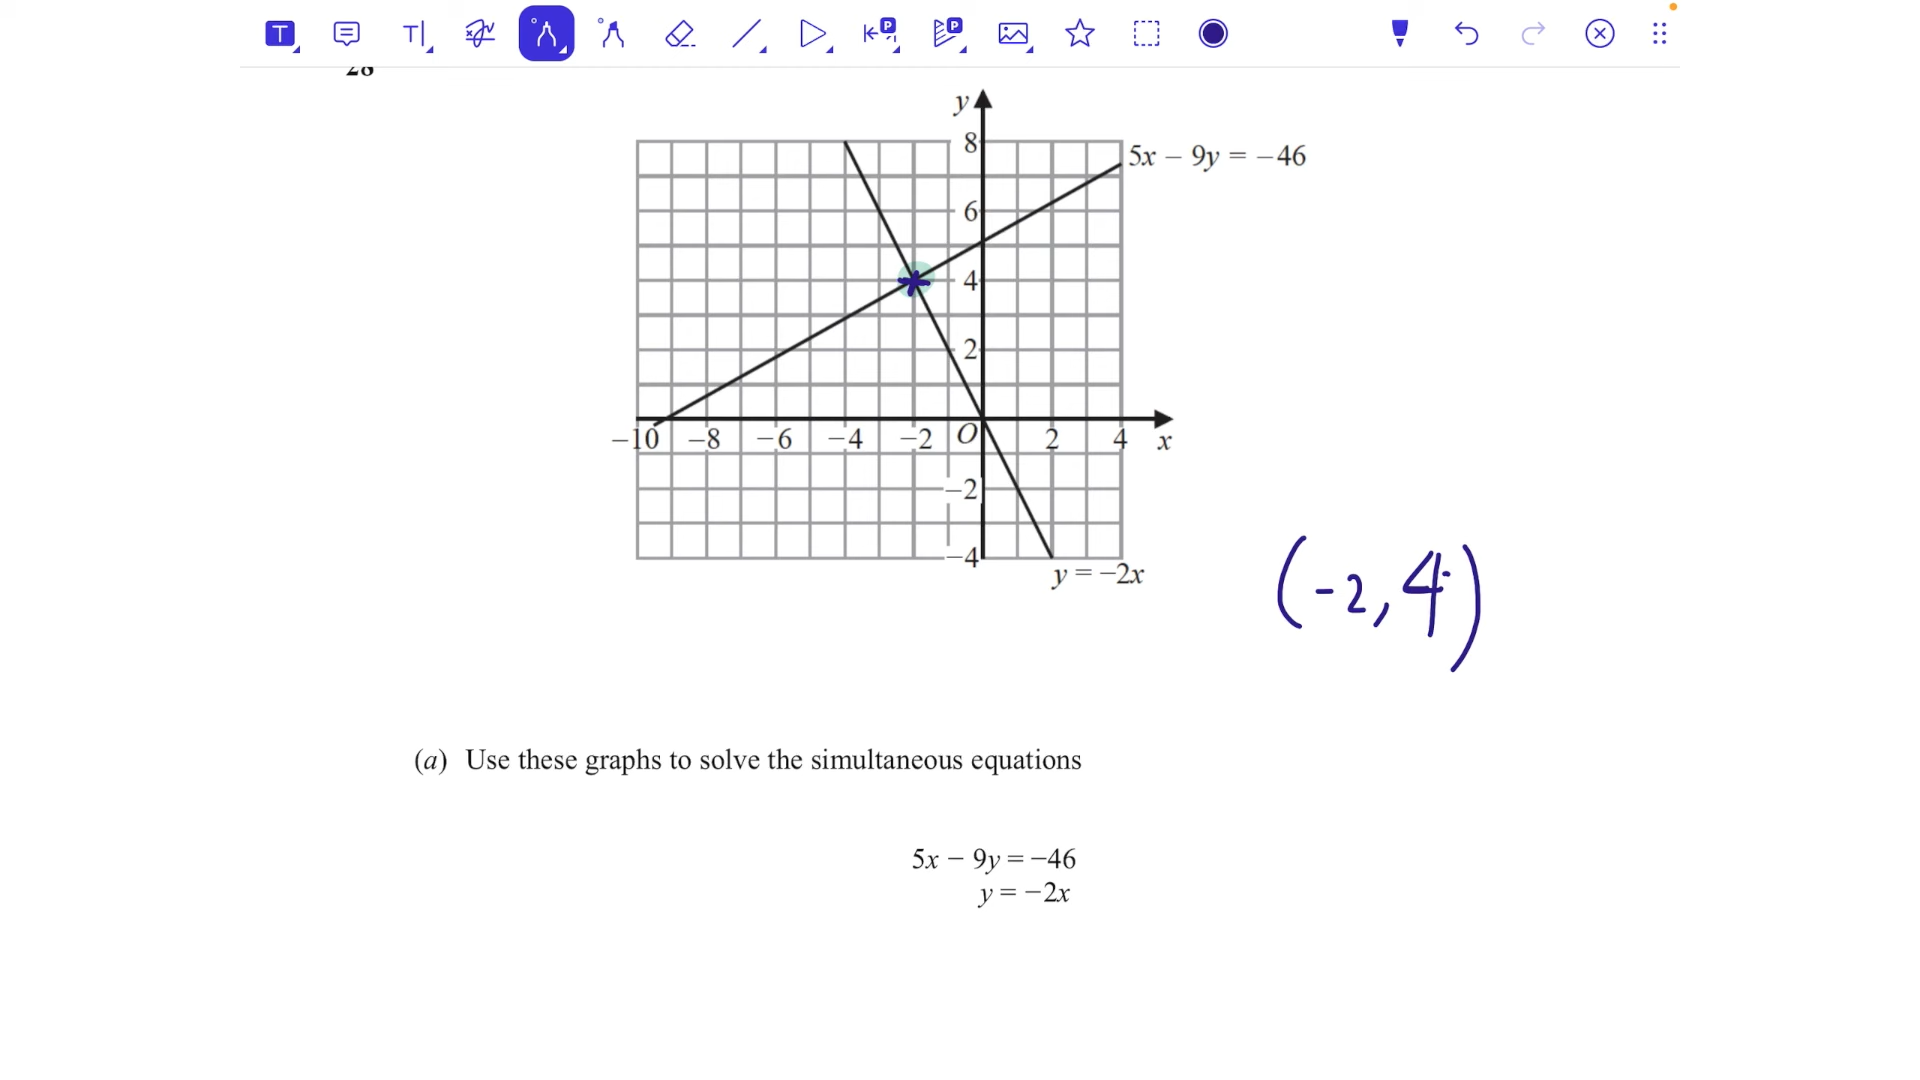 28
y
8
5x – 9y = –46
6
4
2
–10 –8 –6 –4 –2 O 2 4 x
–2
–4
y = –2x
(-2, 4)
(a) Use these graphs to solve the simultaneous equations
5x – 9y = –46
y = –2x